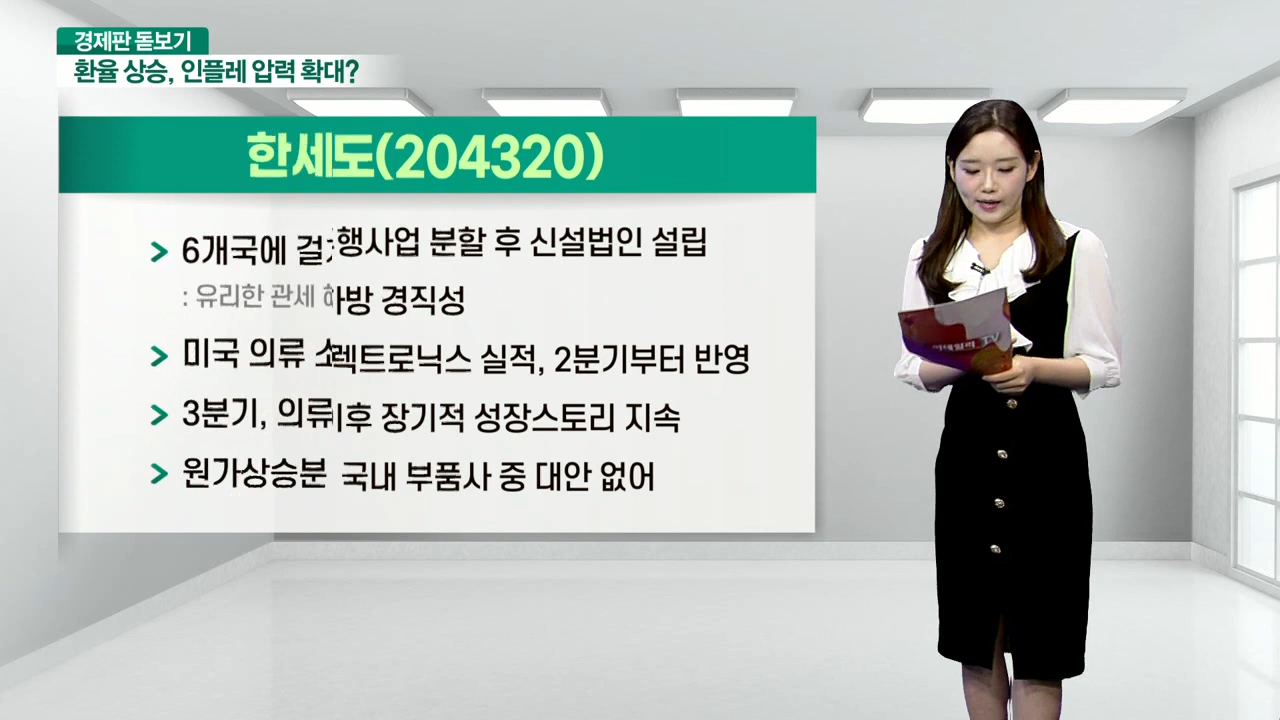 경제판 돋보기
환율 상승, 인플레 압력 확대?
한세도(204320)
6개국에 걸 행사업 분할 후 신설법인 설립
: 유리한 관세 방 경직성
미국 의류 렉트로닉스 실적, 2분기부터 반영
3분기, 의류 후 장기적 성장스토리 지속
원가상승분 국내 부품사 중 대안 없어
TV